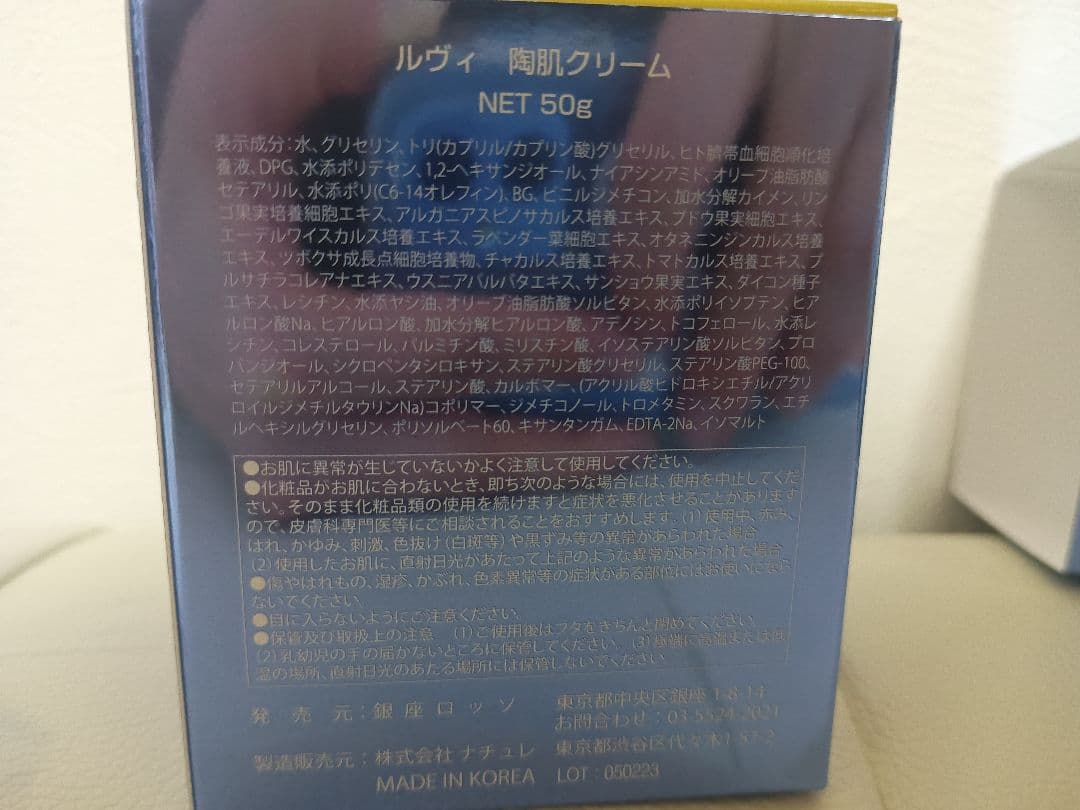 ルヴィ 陶肌クリーム
NET 50g
表示成分：水、グリセリン、トリ(カプリル/カプリン酸)グリセリル、ヒト臍帯血細胞順化培
養液、DPG、水添ポリデセン、1,2-ヘキサンジオール、ナイアシンアミド、オリーブ油脂肪酸
セテアリル、水添ポリ(C6-14オレフィン)、BG、ビニルジメチコン、加水分解カイメン、リン
ゴ果実培養細胞エキス、アルガニアスピノサカルス培養エキス、ブドウ果実細胞エキス、
エーデルワイスカルス培養エキス、ラベンダー葉細胞エキス、オタネニンジンカルス培養
エキス、ツボクサ成長点細胞培養物、チャカルス培養エキス、トマトカルス培養エキス、プ
ルサチラコレアナエキス、ウスニアバルバタエキス、サンショウ果実エキス、ダイコン種子
エキス、レシチン、水添ヤシ油、オリーブ油脂肪酸ソルビタン、水添ポリイソブテン、ヒア
ルロン酸Na、ヒアルロン酸、加水分解ヒアルロン酸、アデノシン、トコフェロール、水添レ
シチン、コレステロール、パルミチン酸、ミリスチン酸、イソステアリン酸ソルビタン、プロ
パンジオール、シクロペンタシロキサン、ステアリン酸グリセリル、ステアリン酸PEG-100、
セテアリルアルコール、ステアリン酸、カルボマー、(アクリル酸ヒドロキシエチル/アクリ
ロイルジメチルタウリンNa)コポリマー、ジメチコノール、トロメタミン、スクワラン、エチ
ルヘキシルグリセリン、ポリソルベート60、キサンタンガム、EDTA-2Na、イソマルト
●お肌に異常が生じていないかよく注意して使用してください。
●化粧品がお肌に合わないとき、即ち次のような場合には、使用を中止してくだ
さい。そのまま化粧品類の使用を続けますと症状を悪化させることがあります
ので、皮膚科専門医等にご相談されることをおすすめします。(1)使用中、赤み、
はれ、かゆみ、刺激、色抜け(白斑等)や黒ずみ等の異常があらわれた場合
(2)使用したお肌に、直射日光があたって上記のような異常があらわれた場合
●傷やはれもの、湿疹、かぶれ、色素異常等の症状がある部位にはお使いになら
ないでください。
●目に入らないようにご注意ください。
●保管及び取扱上の注意 (1)ご使用後はフタをきちんと閉めてください
(2)乳幼児の手の届かないところに保管してください。(3)極端に高温または低
温の場所、直射日光のあたる場所には保管しないでください
発売元：銀座ロッソ 東京都中央区銀座1-8-14
お問合わせ：03-5524-2021
製造販売元：株式会社ナチュレ 東京都渋谷区代々木1-57-2
MADE IN KOREA LOT：050223